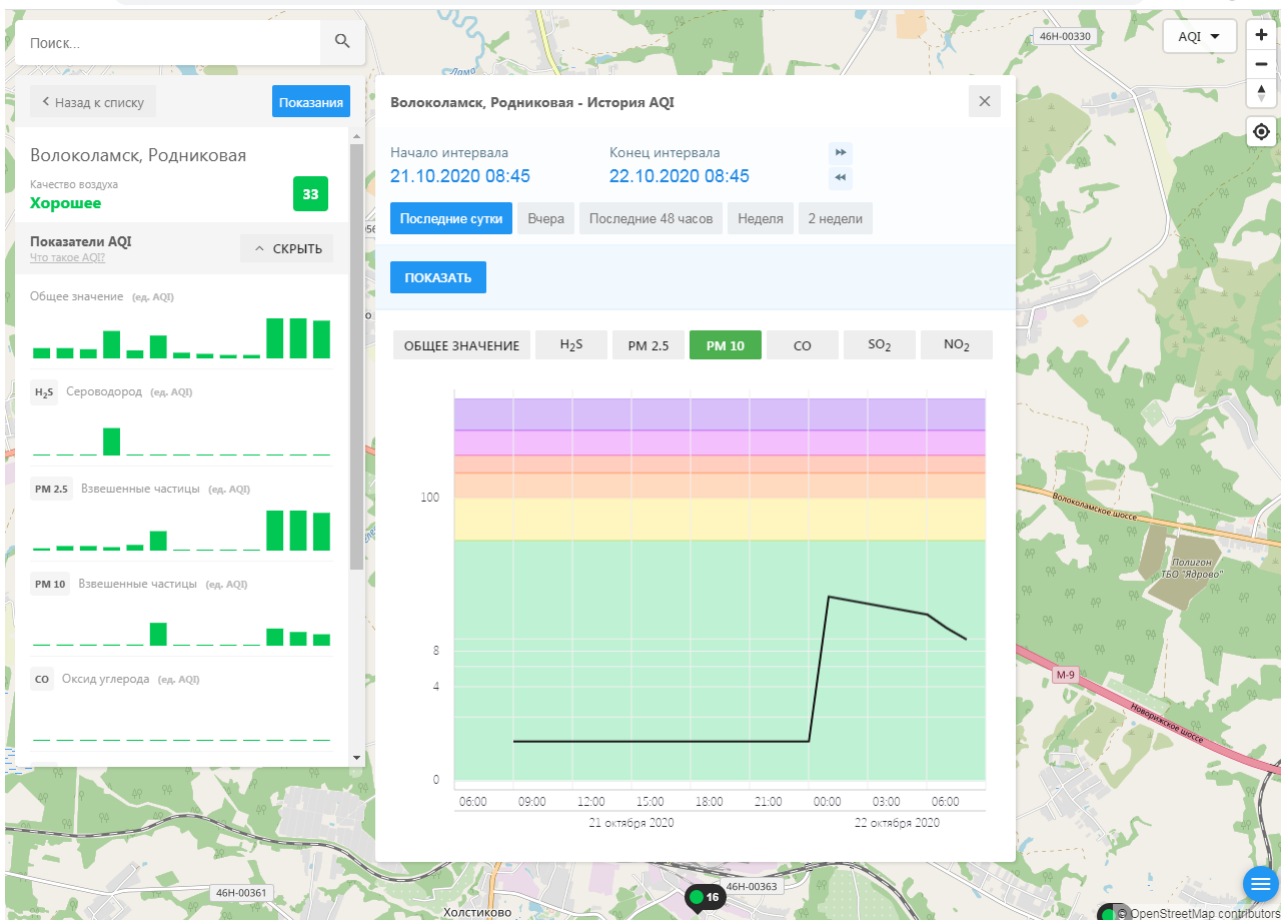 Поиск...
46Н-00330
AQI
Ламо
Назад к списку
Показания
Волоколамск, Родниковая - История AQI
Волоколамск, Родниковая
Начало интервала
Конец интервала
21.10.2020 08:45
22.10.2020 08:45
Качество воздуха
Хорошее
33
Последние сутки
Вчера
Последние 48 часов
Неделя
2 недели
Показатели AQI
Что такое AQI?
СКРЫТЬ
ПОКАЗАТЬ
Общее значение (ед. AQI)
ОБЩЕЕ ЗНАЧЕНИЕ
H₂S
PM 2.5
PM 10
CO
SO₂
NO₂
H₂S Сероводород (ед. AQI)
PM 2.5 Взвешенные частицы (ед. AQI)
PM 10 Взвешенные частицы (ед. AQI)
CO Оксид углерода (ед. AQI)
100
8
4
0
06:00
09:00
12:00
15:00
18:00
21:00
00:00
03:00
06:00
21 октября 2020
22 октября 2020
Волоколамское шоссе
Полигон
ТБО "Ядрово"
М-9
Новорижское шоссе
46Н-00361
16
46Н-00363
Холстиково
© OpenStreetMap contributors